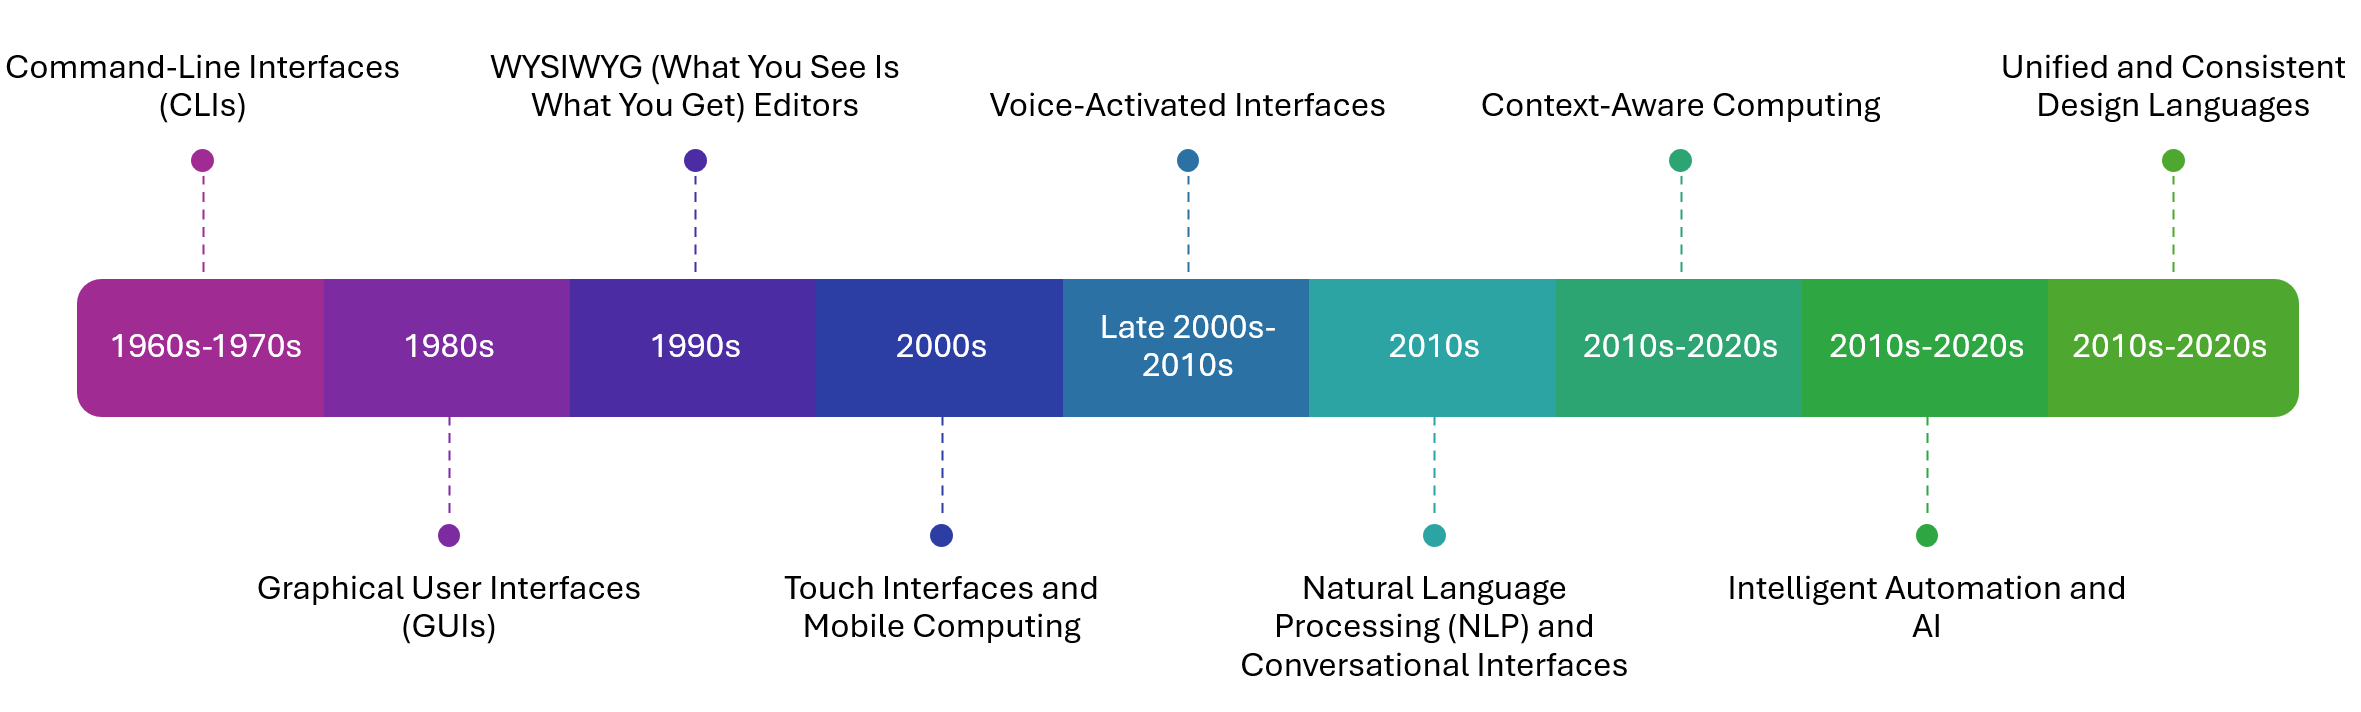 Command-Line Interfaces
(CLIs)
WYSIWYG (What You See Is
What You Get) Editors
Voice-Activated Interfaces
Context-Aware Computing
Unified and Consistent
Design Languages
1960s-1970s
1980s
1990s
2000s
Late 2000s-
2010s
2010s
2010s-2020s
2010s-2020s
2010s-2020s
Graphical User Interfaces
(GUIs)
Touch Interfaces and
Mobile Computing
Natural Language
Processing (NLP) and
Conversational Interfaces
Intelligent Automation and
AI